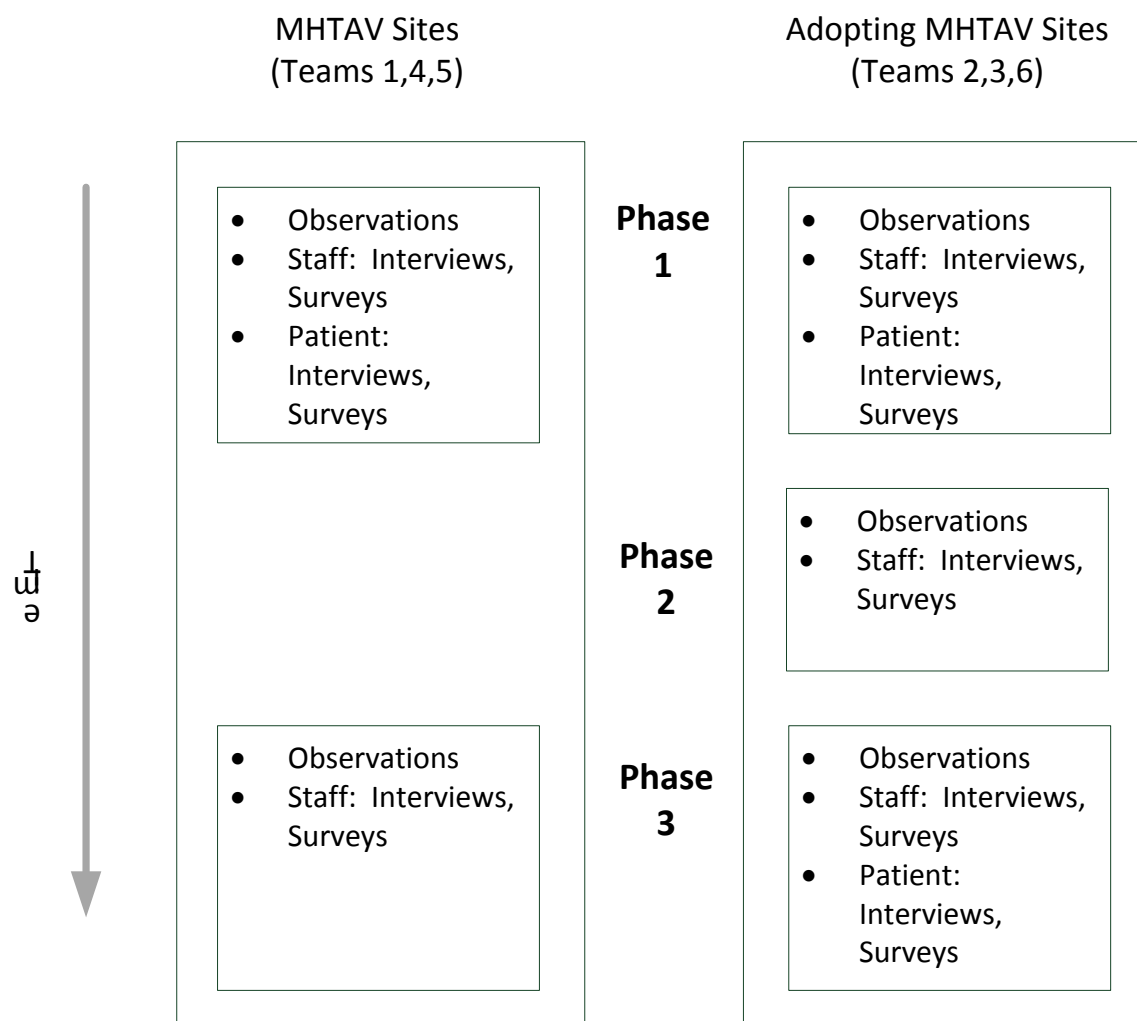 MHTAV Sites
(Teams 1,4,5)
Adopting MHTAV Sites
(Teams 2,3,6)
Time
• Observations
• Staff: Interviews,
Surveys
• Patient:
Interviews,
Surveys
Phase
1
• Observations
• Staff: Interviews,
Surveys
• Patient:
Interviews,
Surveys
Phase
2
• Observations
• Staff: Interviews,
Surveys
• Observations
• Staff: Interviews,
Surveys
Phase
3
• Observations
• Staff: Interviews,
Surveys
• Patient:
Interviews,
Surveys